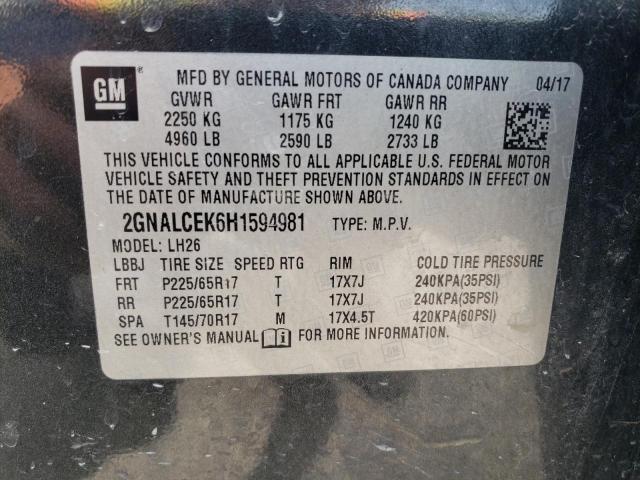 GM ® MFD BY GENERAL MOTORS OF CANADA COMPANY 04/17
GVWR GAWR FRT GAWR RR
2250 KG 1175 KG 1240 KG
4960 LB 2590 LB 2733 LB
THIS VEHICLE CONFORMS TO ALL APPLICABLE U.S. FEDERAL MOTOR
VEHICLE SAFETY AND THEFT PREVENTION STANDARDS IN EFFECT ON
THE DATE OF MANUFACTURE SHOWN ABOVE.
2GNALCEK6H1594981 TYPE: M.P.V.
MODEL: LH26
LBBJ TIRE SIZE SPEED RTG RIM COLD TIRE PRESSURE
FRT P225/65R17 T 17X7J 240KPA(35PSI)
RR P225/65R17 T 17X7J 240KPA(35PSI)
SPA T145/70R17 M 17X4.5T 420KPA(60PSI)
SEE OWNER'S MANUAL FOR MORE INFORMATION.